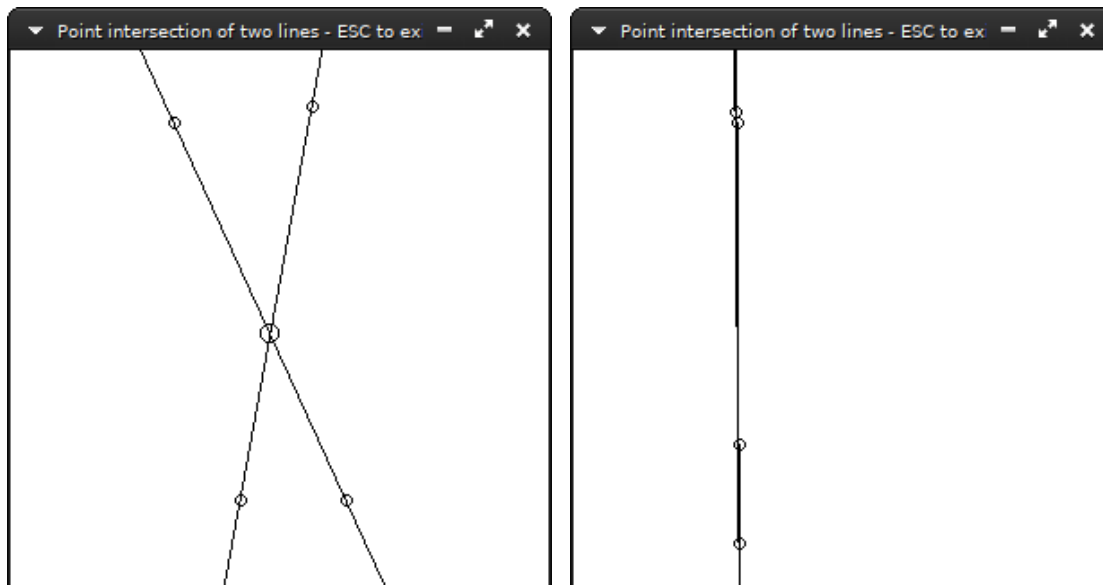 Point intersection of two lines - ESC to ex
Point intersection of two lines - ESC to ex